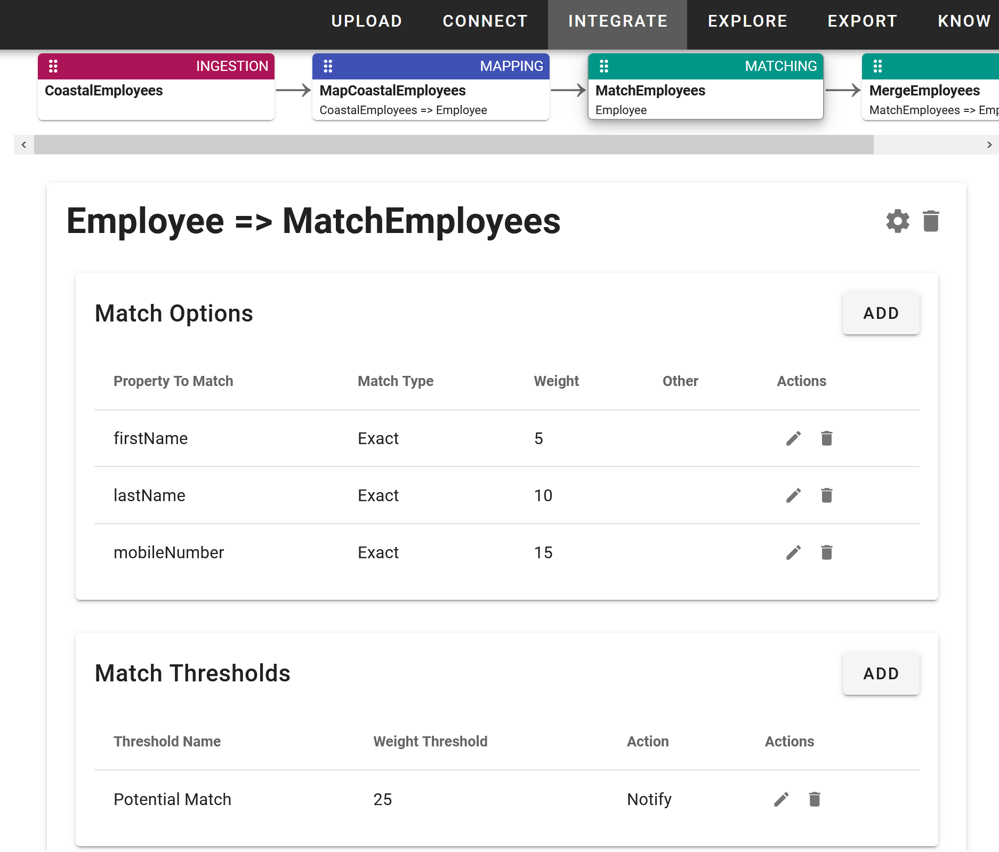 UPLOAD CONNECT INTEGRATE EXPLORE EXPORT KNOW
INGESTION
CoastalEmployees
MAPPING
MapCoastalEmployees
CoastalEmployees => Employee
MATCHING
MatchEmployees
Employee
MergeEmployees
MatchEmployees => Emp
Employee => MatchEmployees
Match Options
ADD
Property To Match Match Type Weight Other Actions
firstName Exact 5
lastName Exact 10
mobileNumber Exact 15
Match Thresholds
ADD
Threshold Name Weight Threshold Action Actions
Potential Match 25 Notify